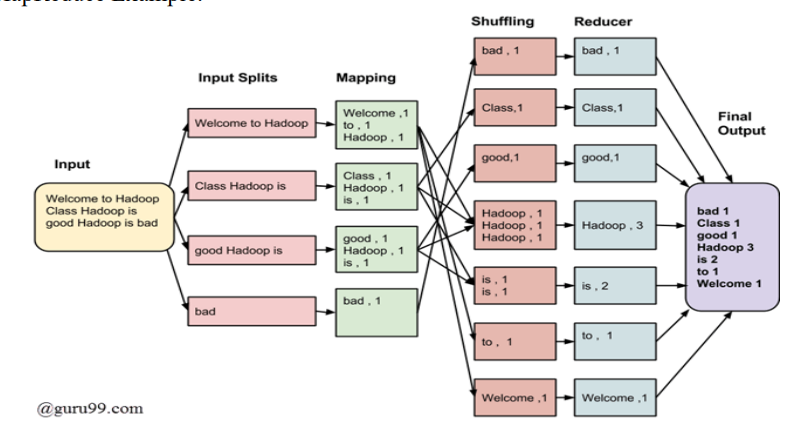 MapReduce Example:
Shuffling
Reducer
Input Splits
Mapping
Final
Output
Input
Welcome to Hadoop
Class Hadoop is
good Hadoop is bad
Welcome to Hadoop
Class Hadoop is
good Hadoop is
bad
Welcome ,1
to , 1
Hadoop , 1
Class , 1
Hadoop , 1
is , 1
good , 1
Hadoop , 1
is , 1
bad , 1
bad , 1
Class,1
good,1
Hadoop , 1
Hadoop , 1
Hadoop , 1
is , 1
is , 1
to , 1
Welcome ,1
bad , 1
Class,1
good,1
Hadoop , 3
is , 2
to , 1
Welcome ,1
bad 1
Class 1
good 1
Hadoop 3
is 2
to 1
Welcome 1
@guru99.com